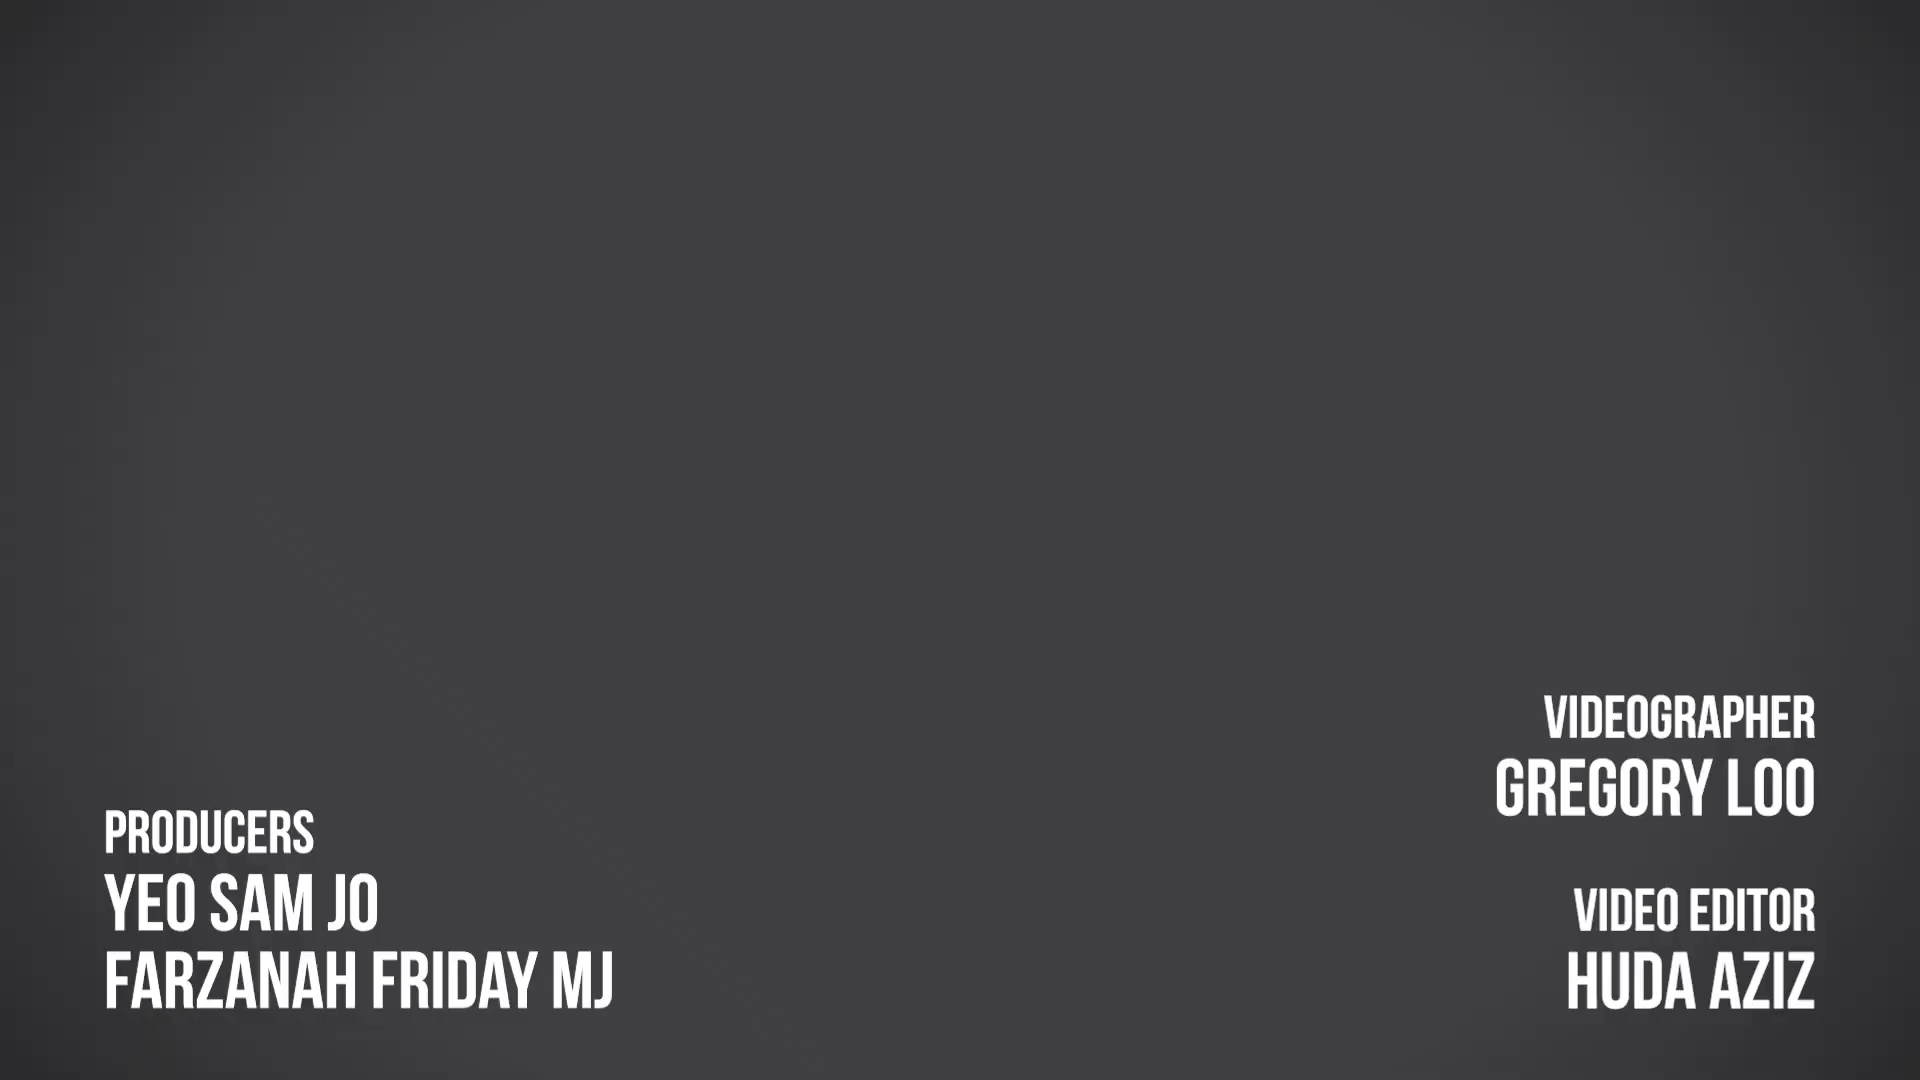 PRODUCERS
YEO SAM JO
FARZANAH FRIDAY MJ
VIDEOGRAPHER
GREGORY LOO
VIDEO EDITOR
HUDA AZIZ